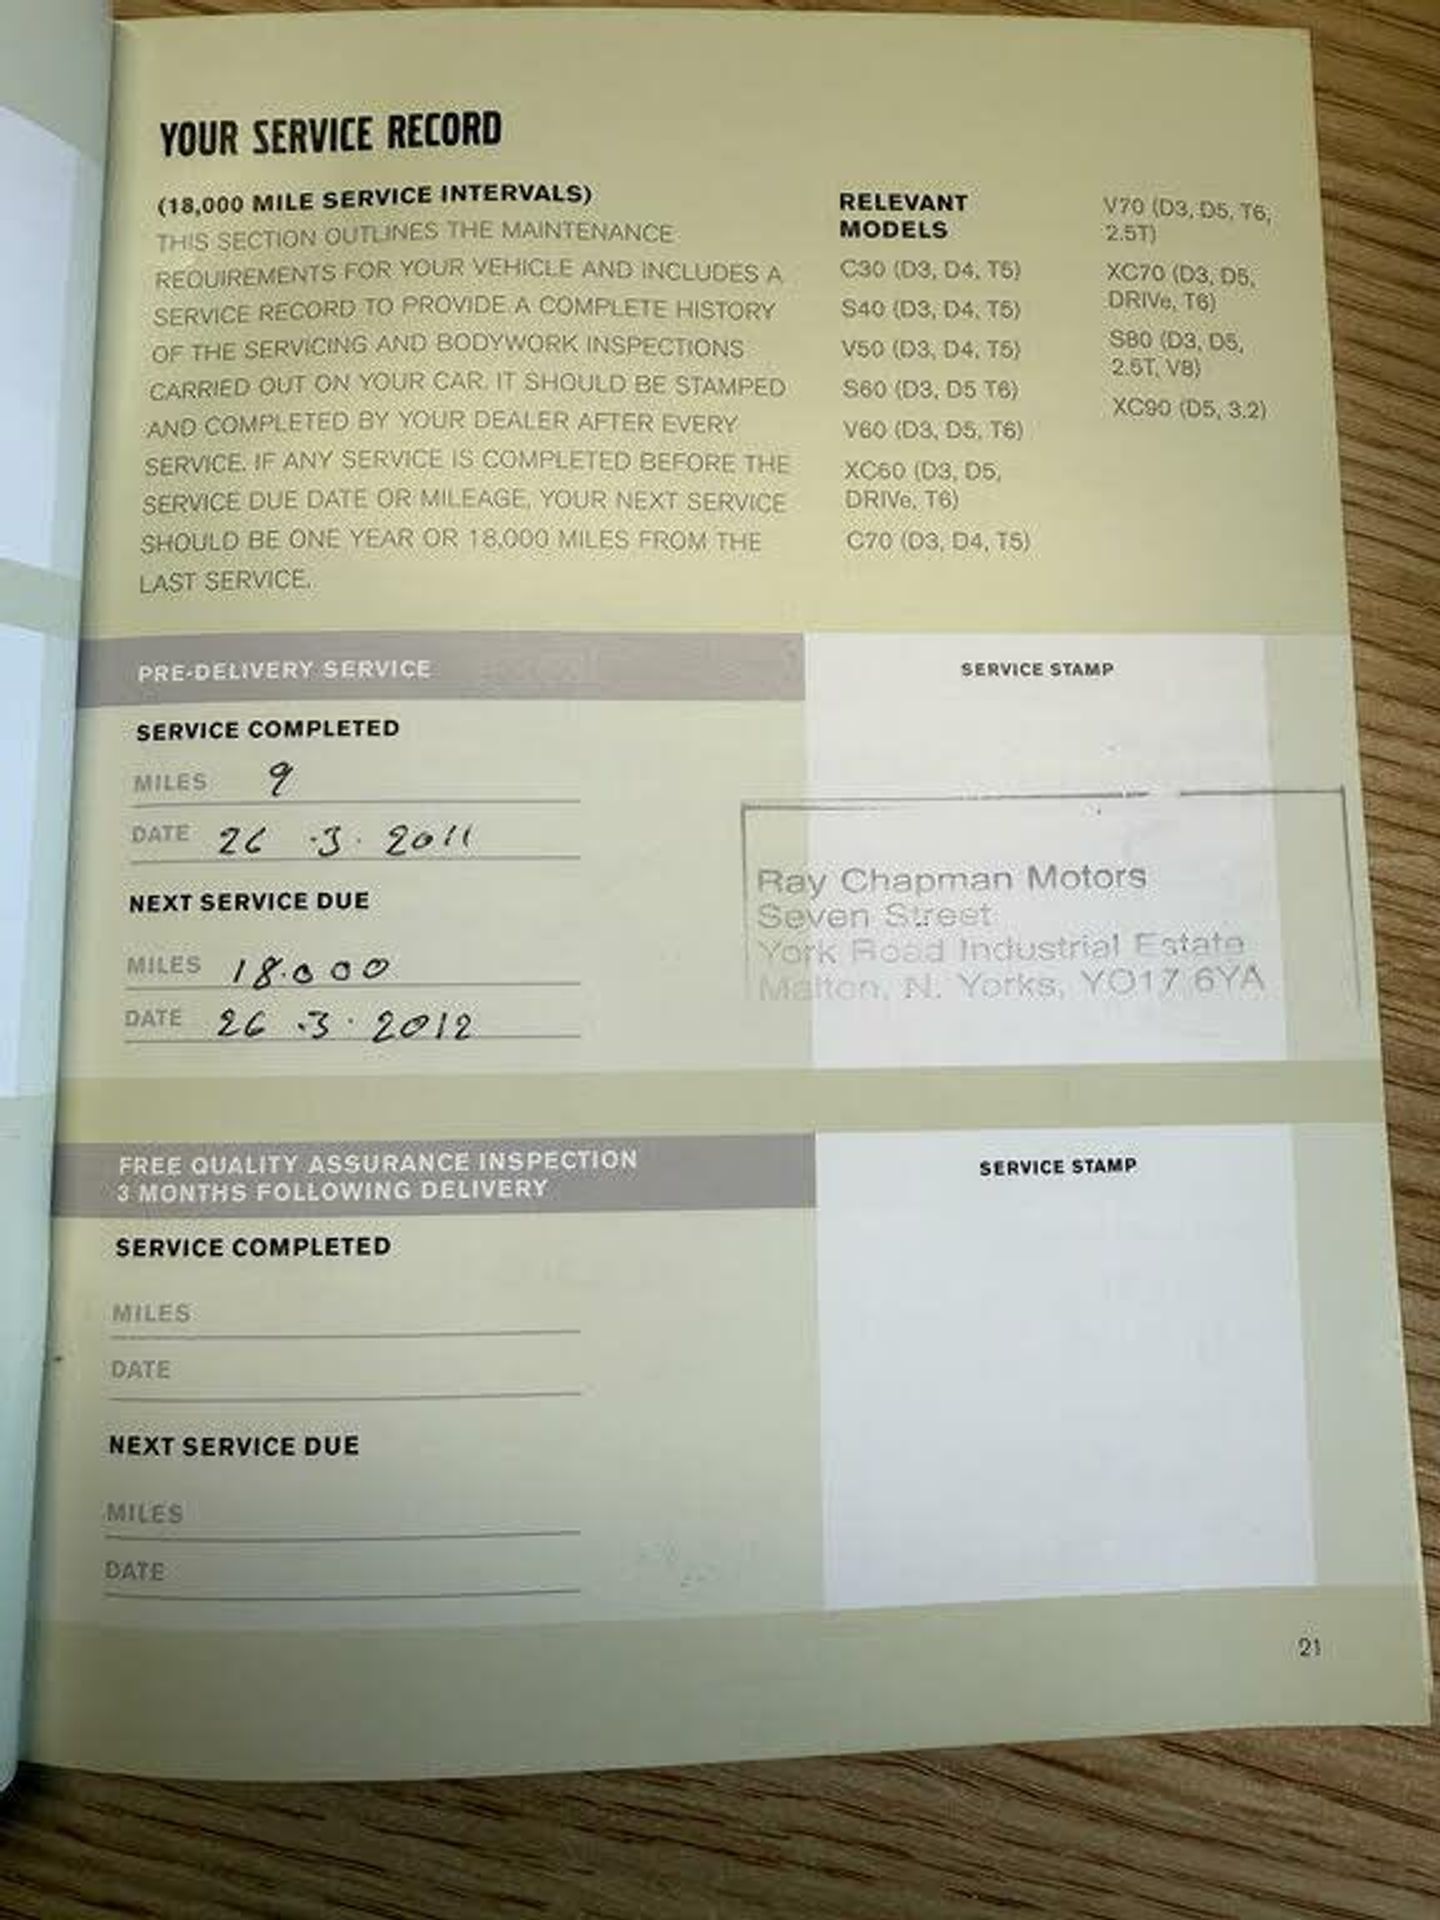 YOUR SERVICE RECORD
(18,000 MILE SERVICE INTERVALS)
THIS SECTION OUTLINES THE MAINTENANCE
REQUIREMENTS FOR YOUR VEHICLE AND INCLUDES A
SERVICE RECORD TO PROVIDE A COMPLETE HISTORY
OF THE SERVICING AND BODYWORK INSPECTIONS
CARRIED OUT ON YOUR CAR. IT SHOULD BE STAMPED
AND COMPLETED BY YOUR DEALER AFTER EVERY
SERVICE. IF ANY SERVICE IS COMPLETED BEFORE THE
SERVICE DUE DATE OR MILEAGE, YOUR NEXT SERVICE
SHOULD BE ONE YEAR OR 18,000 MILES FROM THE
LAST SERVICE.
RELEVANT
MODELS
C30 (D3, D4, T5)
S40 (D3, D4, T5)
V50 (D3, D4, T5)
S60 (D3, D5 T6)
V60 (D3, D5, T6)
XC60 (D3, D5,
DRIVe, T6)
C70 (D3, D4, T5)
V70 (D3, D5, T6,
2.5T)
XC70 (D3, D5,
DRIVe, T6)
S80 (D3, D5,
2.5T, V8)
XC90 (D5, 3.2)
PRE-DELIVERY SERVICE
SERVICE COMPLETED
MILES 9
DATE 26 .3. 2011
NEXT SERVICE DUE
MILES 18.000
DATE 26 .3. 2012
SERVICE STAMP
Ray Chapman Motors
Seven Street
York Road Industrial Estate
Malton, N. Yorks, YO17 6YA
FREE QUALITY ASSURANCE INSPECTION
3 MONTHS FOLLOWING DELIVERY
SERVICE COMPLETED
MILES
DATE
NEXT SERVICE DUE
MILES
DATE
SERVICE STAMP
21